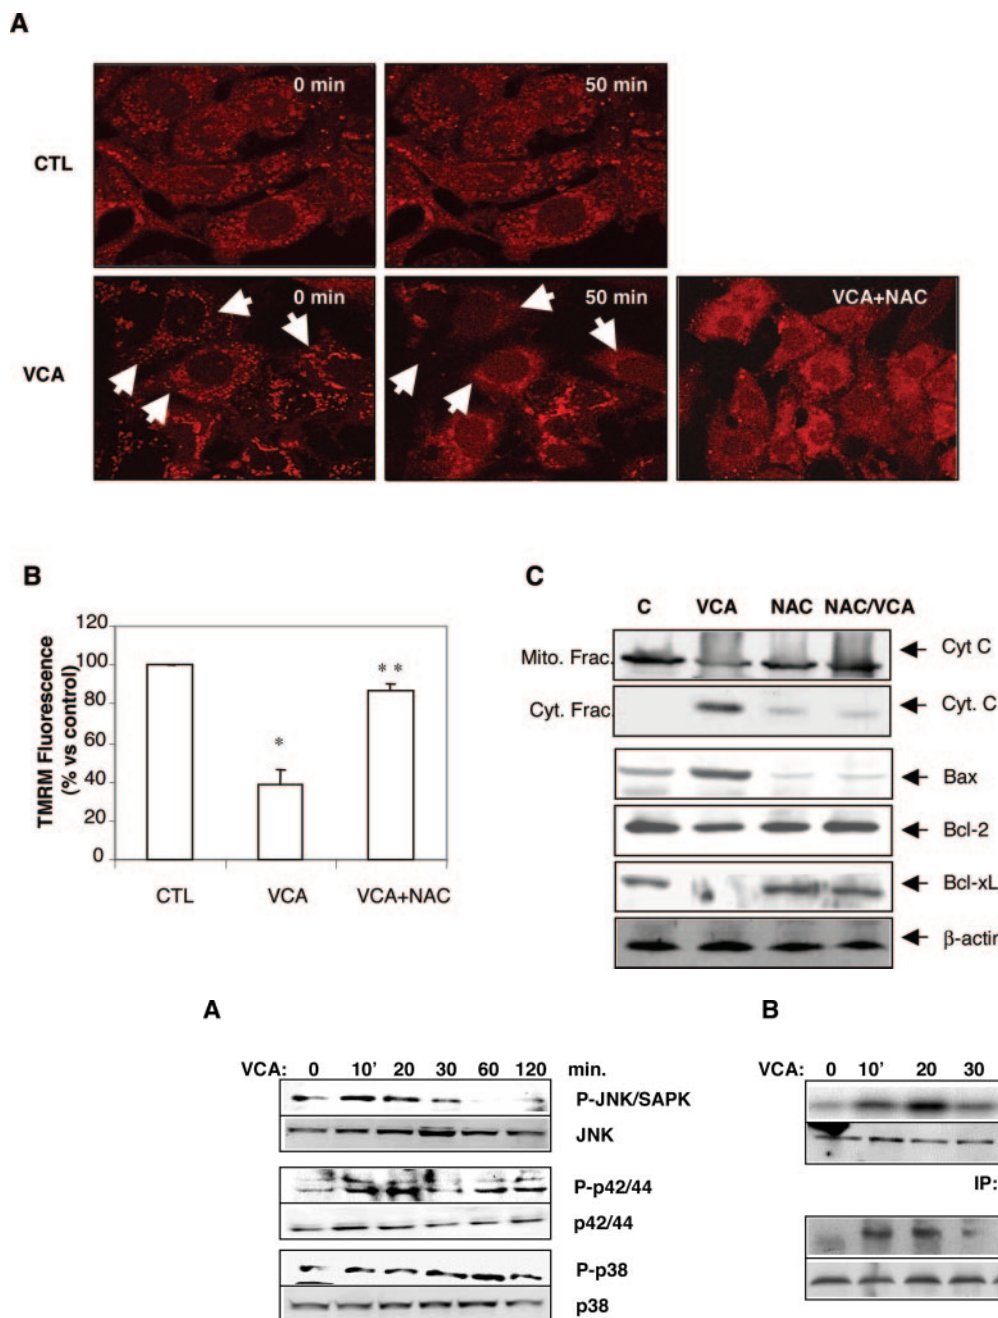 A
CTL
0 min
50 min
VCA
0 min
50 min
VCA+NAC
B
TMRM Fluorescence
(% vs control)
120
100
80
60
40
20
0
*
**
CTL VCA VCA+NAC
C
C VCA NAC NAC/VCA
Mito. Frac. Cyt C
Cyt. Frac. Cyt. C
Bax
Bcl-2
Bcl-xL
β-actin
A
VCA: 0 10' 20 30 60 120 min.
P-JNK/SAPK
JNK
P-p42/44
p42/44
P-p38
p38
B
VCA: 0 10' 20 30
IP: